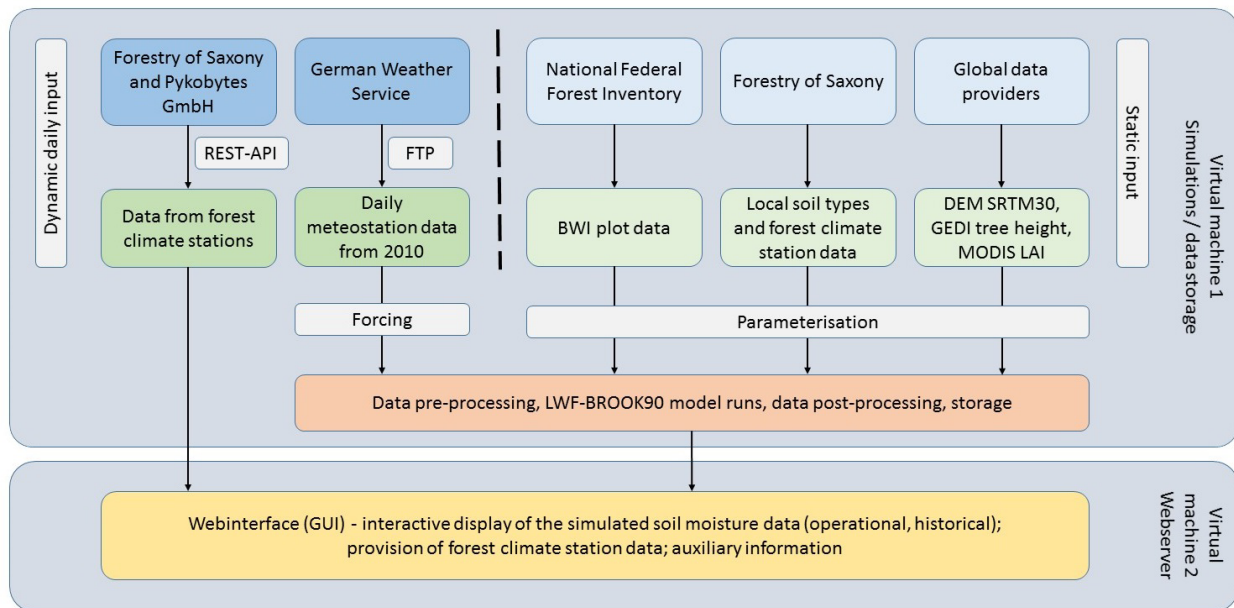 Dynamic daily input
Forestry of Saxony
and Pykobytes
GmbH
German Weather
Service
National Federal
Forest Inventory
Forestry of Saxony
Global data
providers
Static input
Virtual machine 1
Simulations / data storage
REST-API
FTP
Data from forest
climate stations
Daily
meteostation data
from 2010
BWI plot data
Local soil types
and forest climate
station data
DEM SRTM30,
GEDI tree height,
MODIS LAI
Forcing
Parameterisation
Data pre-processing, LWF-BROOK90 model runs, data post-processing, storage
Webinterface (GUI) - interactive display of the simulated soil moisture data (operational, historical);
provision of forest climate station data; auxiliary information
Virtual
machine 2
Webserver